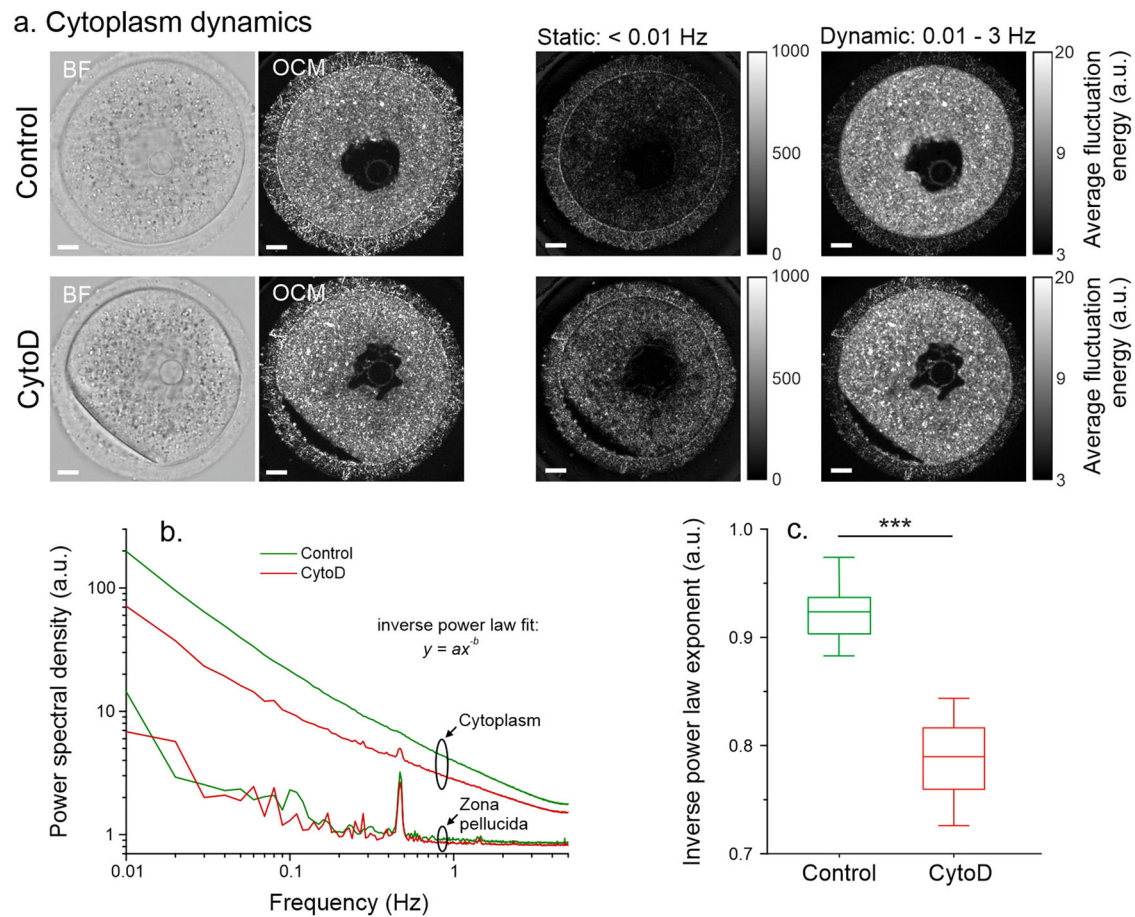 a. Cytoplasm dynamics
Static: < 0.01 Hz
Dynamic: 0.01 - 3 Hz
Control
BF
OCM
1000
500
0
20
9
3
Average fluctuation
energy (a.u.)
CytoD
BF
OCM
1000
500
0
20
9
3
Average fluctuation
energy (a.u.)
b.
Control
CytoD
inverse power law fit:
y = ax^-b
Cytoplasm
Zona
pellucida
Power spectral density (a.u.)
100
10
1
0.01
0.1
1
Frequency (Hz)
c.
***
Inverse power law exponent (a.u.)
1.0
0.9
0.8
0.7
Control
CytoD